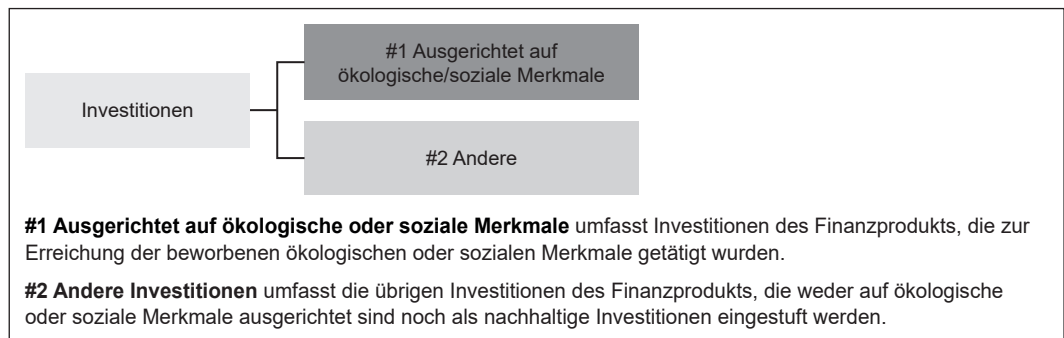 #1 Ausgerichtet auf
ökologische/soziale Merkmale
Investitionen
#2 Andere
#1 Ausgerichtet auf ökologische oder soziale Merkmale umfasst Investitionen des Finanzprodukts, die zur
Erreichung der beworbenen ökologischen oder sozialen Merkmale getätigt wurden.
#2 Andere Investitionen umfasst die übrigen Investitionen des Finanzprodukts, die weder auf ökologische
oder soziale Merkmale ausgerichtet sind noch als nachhaltige Investitionen eingestuft werden.